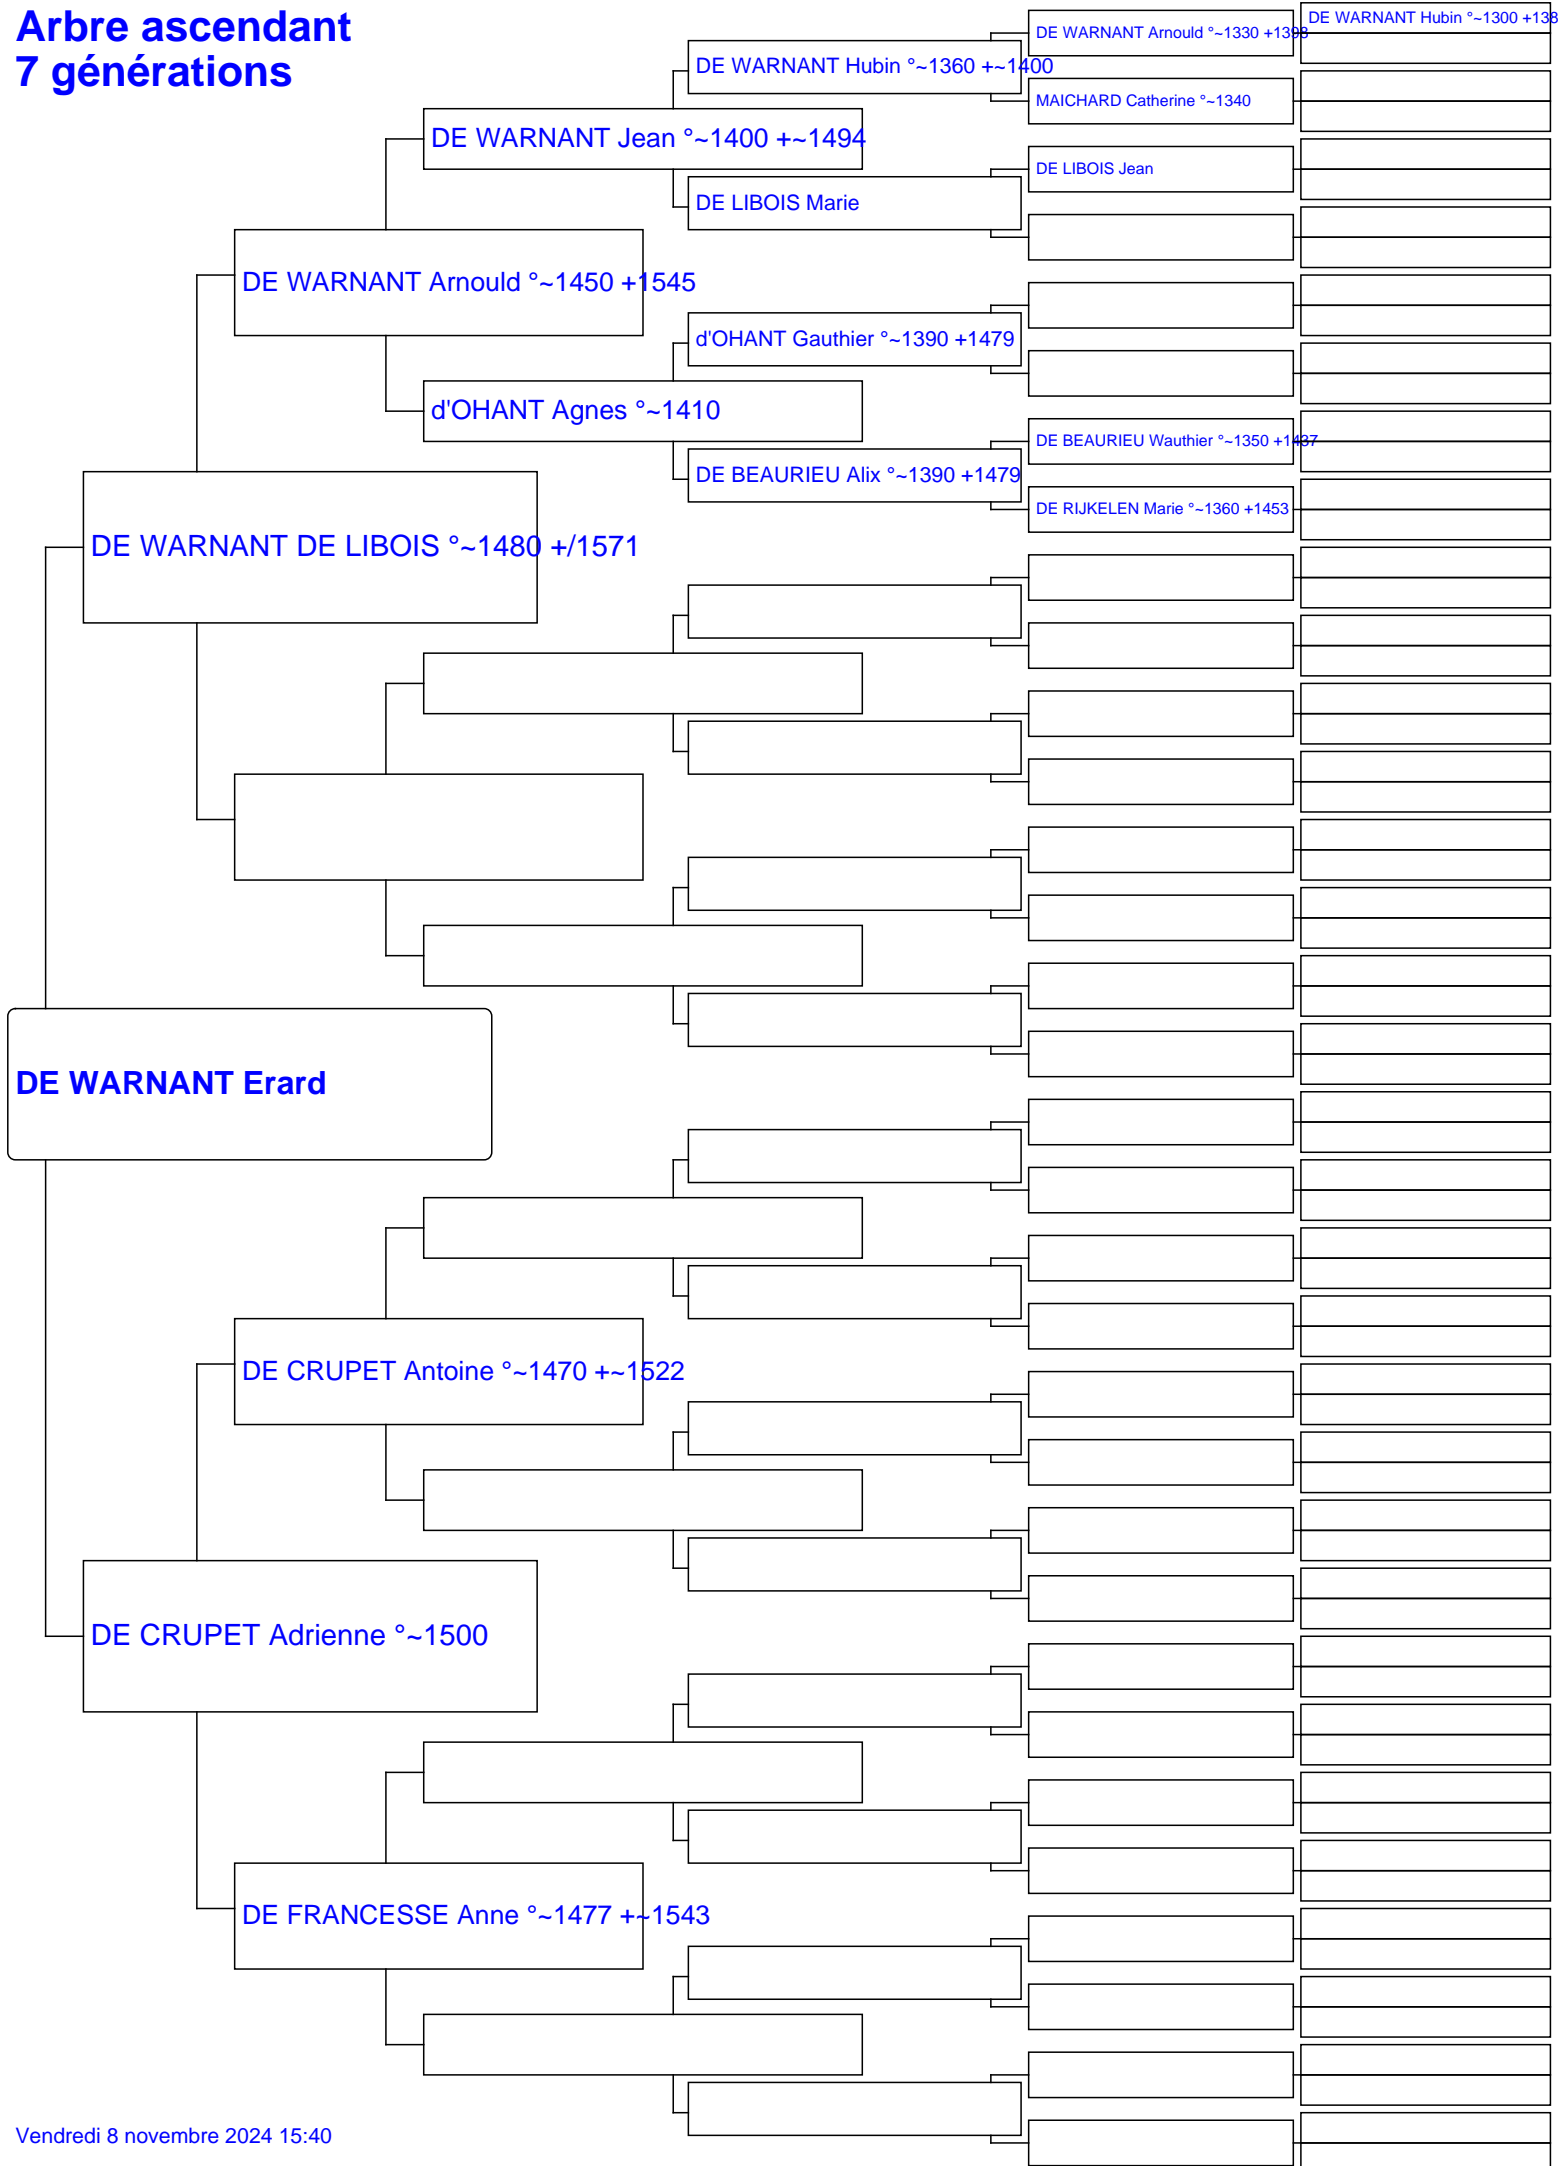 Arbre ascendant
7 générations
DE WARNANT Hubin °~1300 +138
DE WARNANT Arnould °~1330 +1398
DE WARNANT Hubin °~1360 +~1400
MAICHARD Catherine °~1340
DE WARNANT Jean °~1400 +~1494
DE LIBOIS Jean
DE LIBOIS Marie
DE WARNANT Arnould °~1450 +1545
d'OHANT Gauthier °~1390 +1479
d'OHANT Agnes °~1410
DE BEAURIEU Wauthier °~1350 +1437
DE BEAURIEU Alix °~1390 +1479
DE RIJKELEN Marie °~1360 +1453
DE WARNANT DE LIBOIS °~1480 +/1571
DE WARNANT Erard
DE CRUPET Antoine °~1470 +~1522
DE CRUPET Adrienne °~1500
DE FRANCESSE Anne °~1477 +~1543
Vendredi 8 novembre 2024 15:40